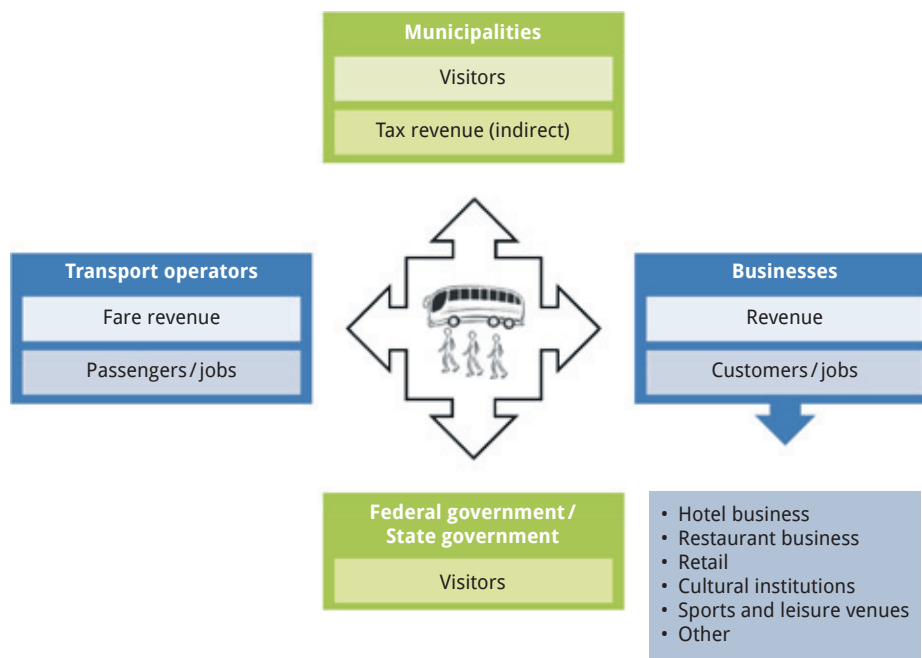 Municipalities
Visitors
Tax revenue (indirect)
Transport operators
Fare revenue
Passengers / jobs
Businesses
Revenue
Customers / jobs
Federal government /
State government
Visitors
• Hotel business
• Restaurant business
• Retail
• Cultural institutions
• Sports and leisure venues
• Other